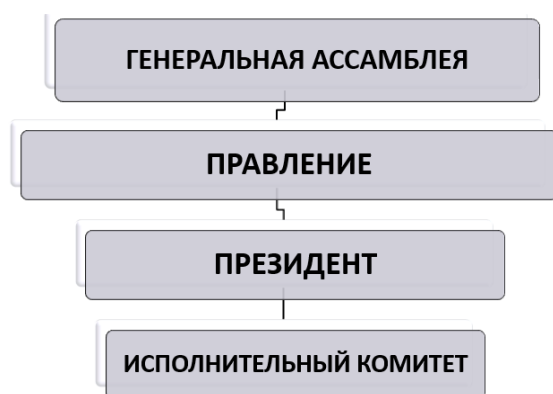 ГЕНЕРАЛЬНАЯ АССАМБЛЕЯ
ПРАВЛЕНИЕ
ПРЕЗИДЕНТ
ИСПОЛНИТЕЛЬНЫЙ КОМИТЕТ